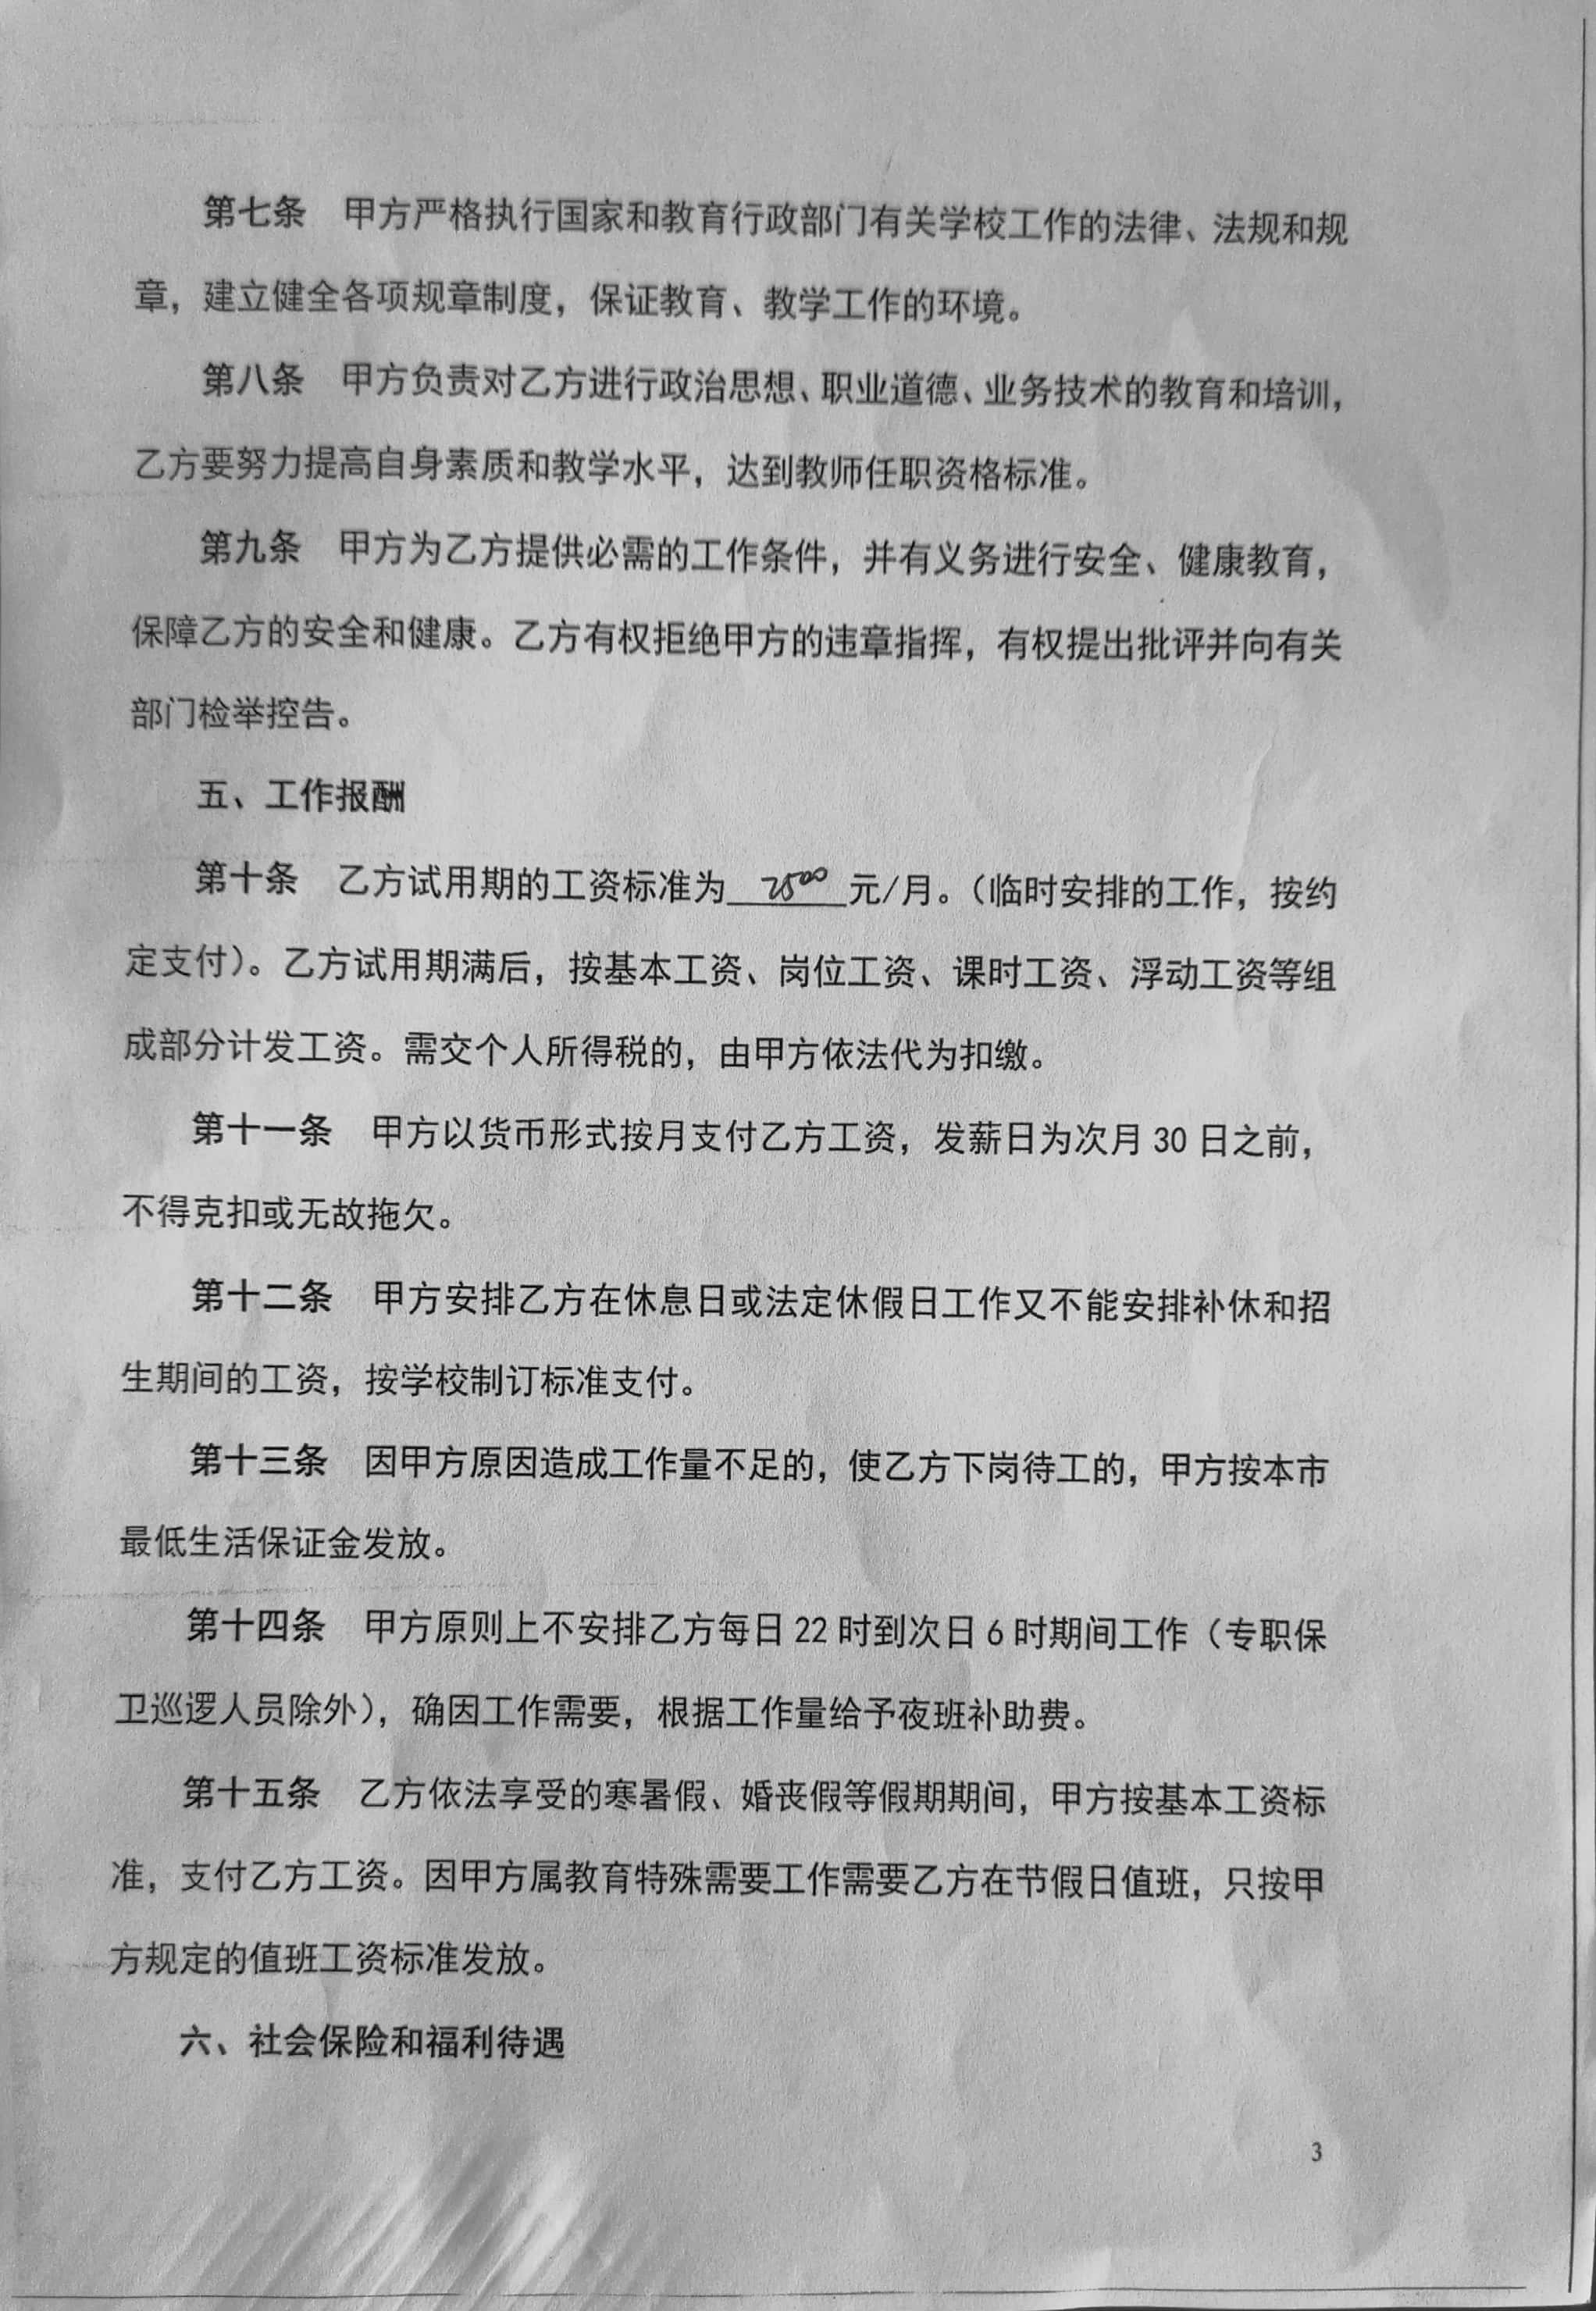 第七条 甲方严格执行国家和教育行政部门有关学校工作的法律、法规和规
章，建立健全各项规章制度，保证教育、教学工作的环境。
第八条 甲方负责对乙方进行政治思想、职业道德、业务技术的教育和培训，
乙方要努力提高自身素质和教学水平，达到教师任职资格标准。
第九条 甲方为乙方提供必需的工作条件，并有义务进行安全、健康教育，
保障乙方的安全和健康。乙方有权拒绝甲方的违章指挥，有权提出批评并向有关
部门检举控告。
五、工作报酬
第十条 乙方试用期的工资标准为 2500 元/月。（临时安排的工作，按约
定支付）。乙方试用期满后，按基本工资、岗位工资、课时工资、浮动工资等组
成部分计发工资。需交个人所得税的，由甲方依法代为扣缴。
第十一条 甲方以货币形式按月支付乙方工资，发薪日为次月 30 日之前，
不得克扣或无故拖欠。
第十二条 甲方安排乙方在休息日或法定休假日工作又不能安排补休和招
生期间的工资，按学校制订标准支付。
第十三条 因甲方原因造成工作量不足的，使乙方下岗待工的，甲方按本市
最低生活保证金发放。
第十四条 甲方原则上不安排乙方每日 22 时到次日 6 时期间工作（专职保
卫巡逻人员除外），确因工作需要，根据工作量给予夜班补助费。
第十五条 乙方依法享受的寒暑假、婚丧假等假期期间，甲方按基本工资标
准，支付乙方工资。因甲方属教育特殊需要工作需要乙方在节假日值班，只按甲
方规定的值班工资标准发放。
六、社会保险和福利待遇
3